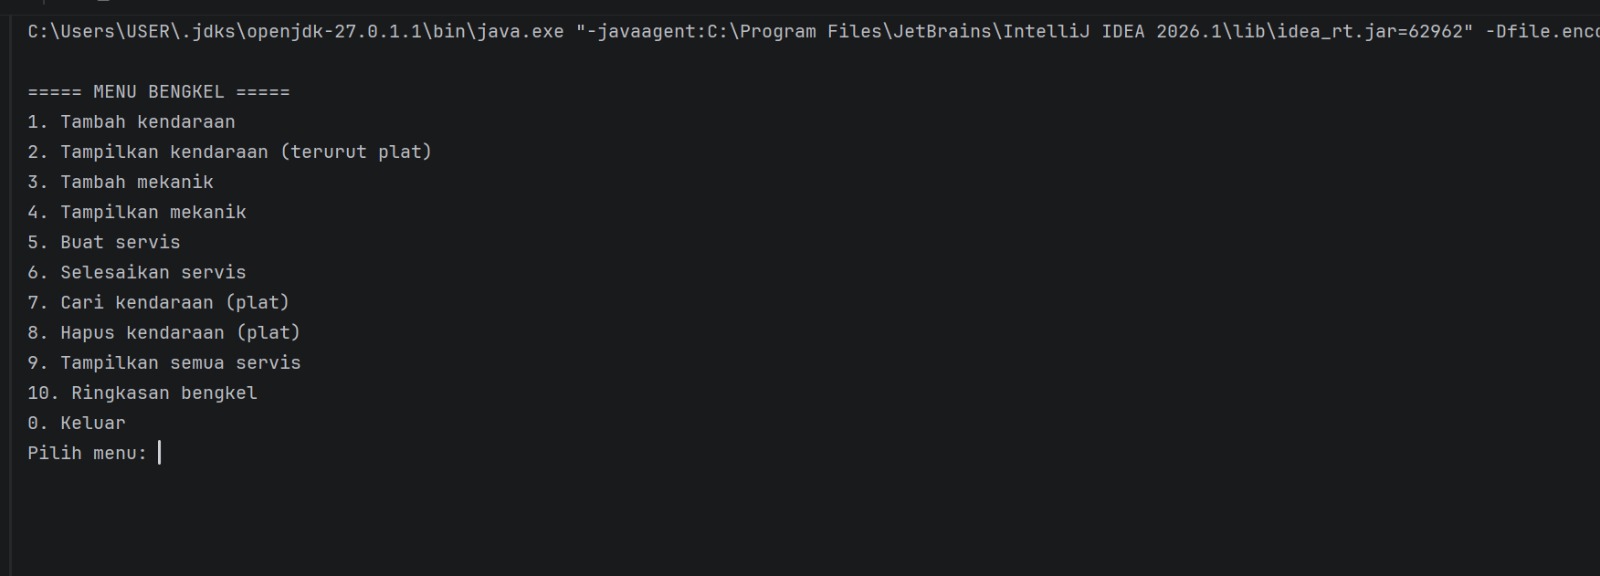 C:\Users\USER\.jdks\openjdk-27.0.1.1\bin\java.exe "-javaagent:C:\Program Files\JetBrains\IntelliJ IDEA 2026.1\lib\idea_rt.jar=62962" -Dfile.enco
===== MENU BENGKEL =====
1. Tambah kendaraan
2. Tampilkan kendaraan (terurut plat)
3. Tambah mekanik
4. Tampilkan mekanik
5. Buat servis
6. Selesaikan servis
7. Cari kendaraan (plat)
8. Hapus kendaraan (plat)
9. Tampilkan semua servis
10. Ringkasan bengkel
0. Keluar
Pilih menu: